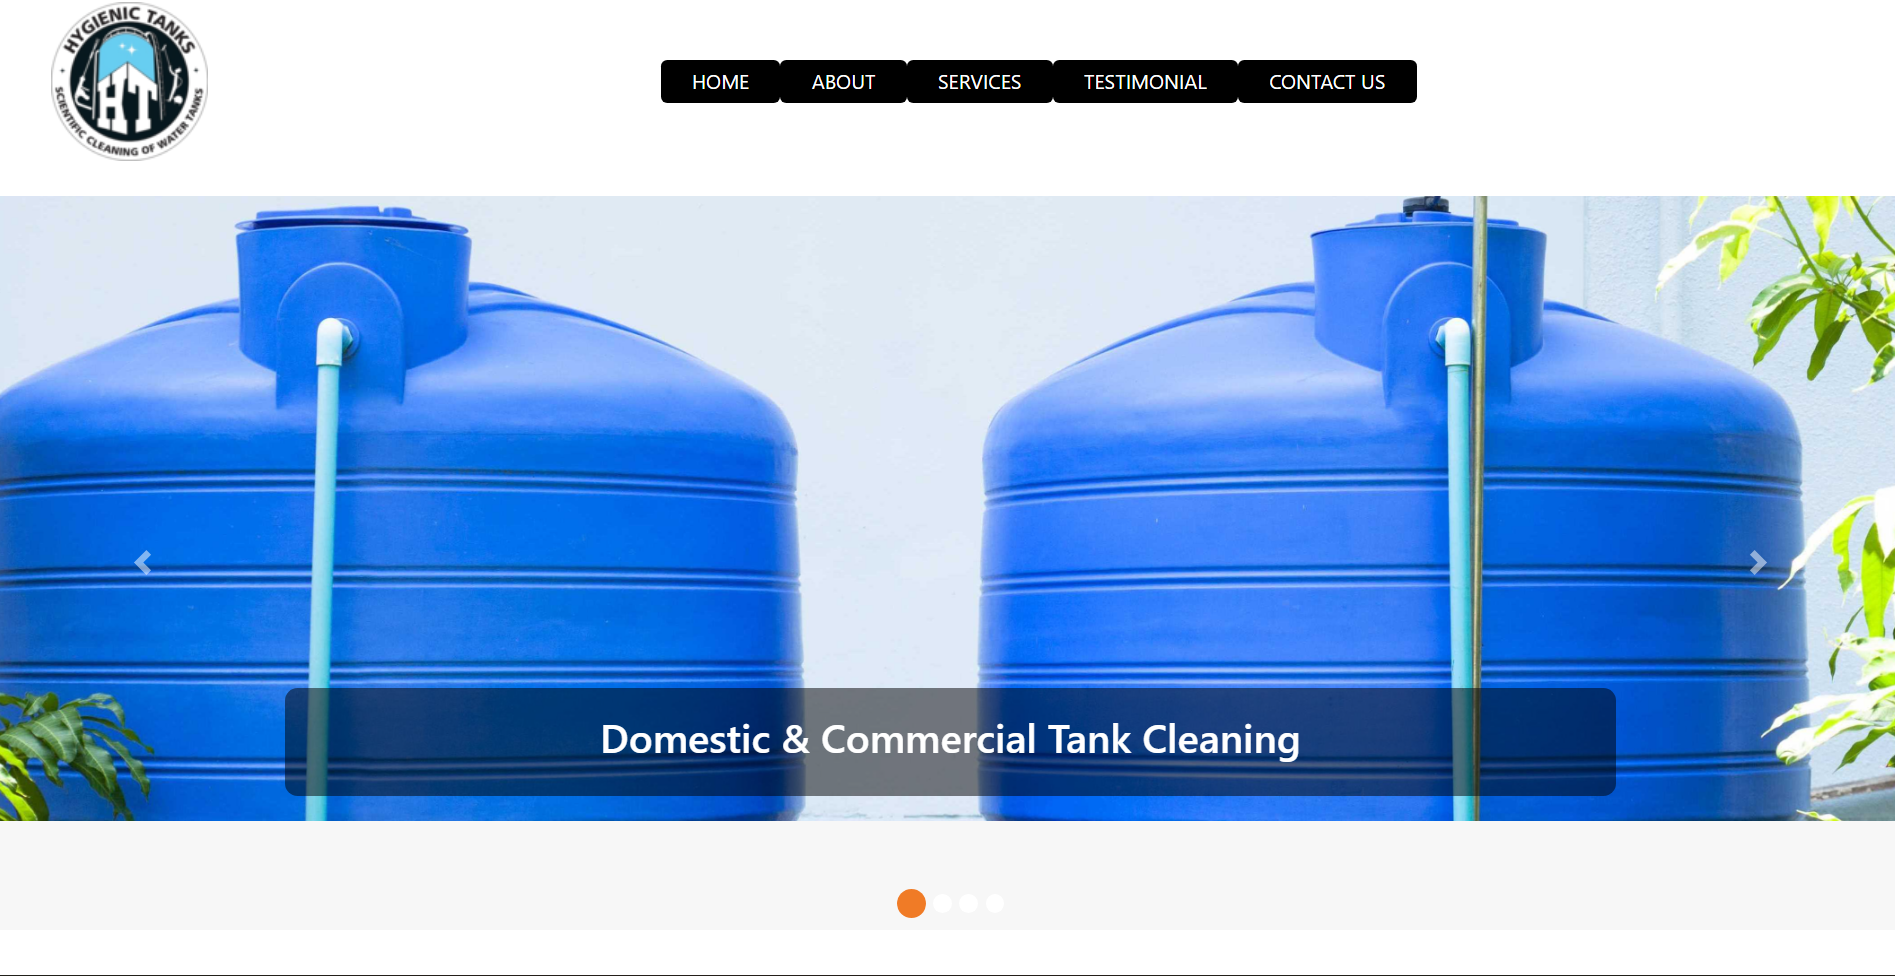 HYGIENIC TANKS
HT
SCIENTIFIC CLEANING OF WATER TANKS
HOME
ABOUT
SERVICES
TESTIMONIAL
CONTACT US
Domestic & Commercial Tank Cleaning